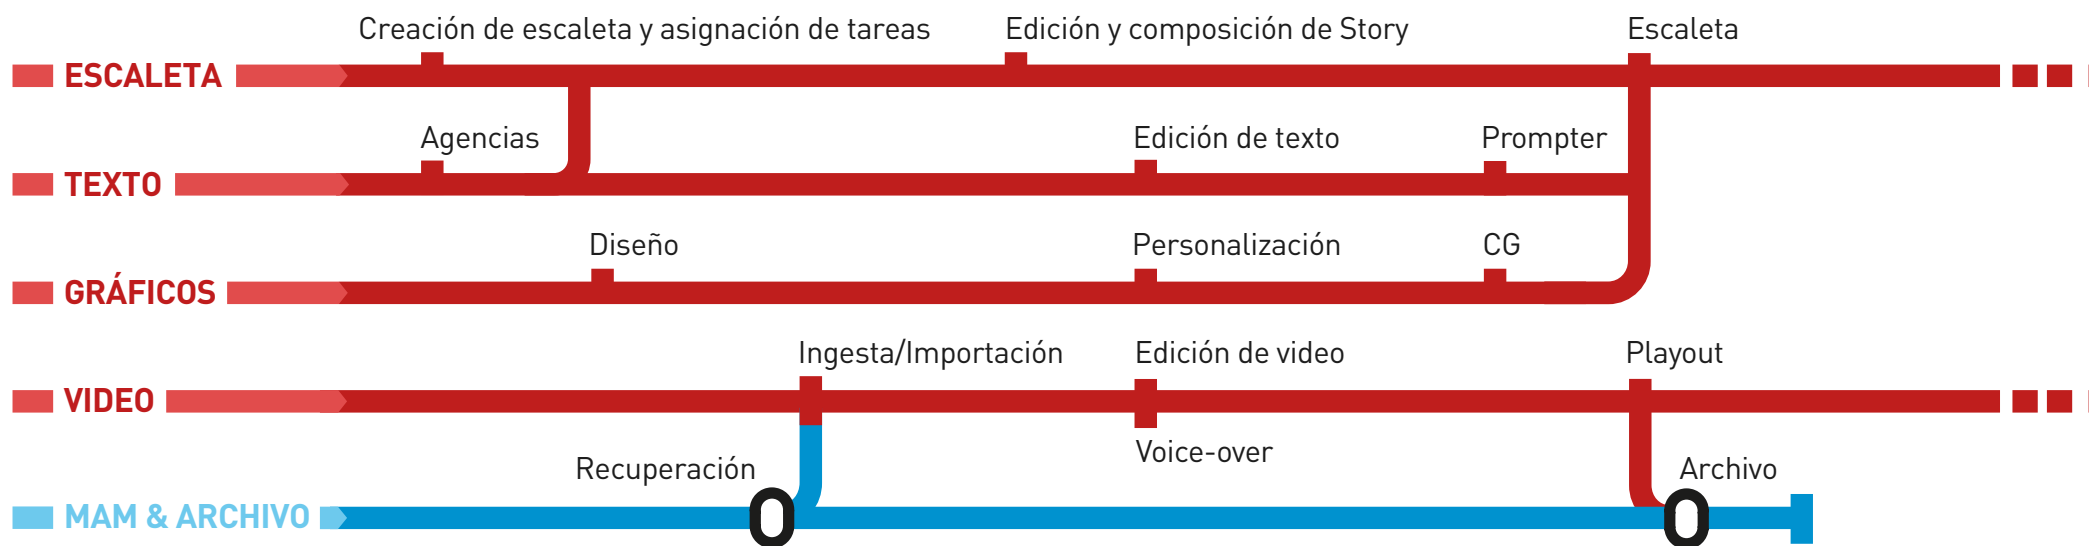 Creación de escaleta y asignación de tareas
Edición y composición de Story
Escaleta
ESCALETA
Agencias
Edición de texto
Prompter
TEXTO
Diseño
Personalización
CG
GRÁFICOS
Ingesta/Importación
Edición de video
Playout
VIDEO
Voice-over
Recuperación
Archivo
MAM & ARCHIVO